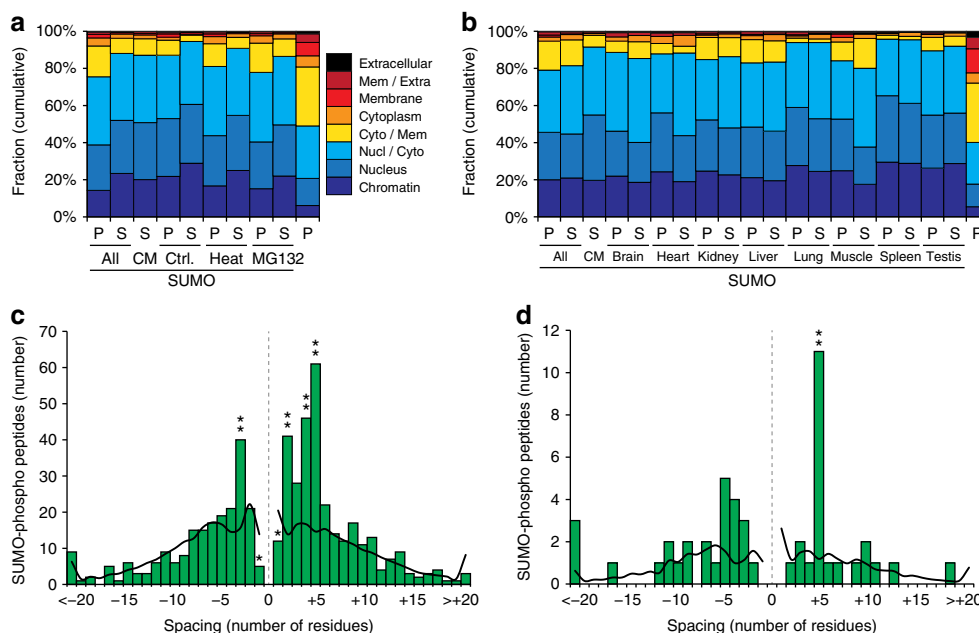 a
100%
80%
60%
40%
20%
0%
Fraction (cumulative)
P S S P S P S P S P
All CM Ctrl. Heat MG132
SUMO
Extracellular
Mem / Extra
Membrane
Cytoplasm
Cyto / Mem
Nucl / Cyto
Nucleus
Chromatin
b
100%
80%
60%
40%
20%
0%
Fraction (cumulative)
P S S P S P S P S P S P S P S P S P S P
All CM Brain Heart Kidney Liver Lung Muscle Spleen Testis
SUMO
c
70
60
50
40
30
20
10
0
SUMO-phospho peptides (number)
** * * ** ** **
<–20 –15 –10 –5 0 +5 +10 +15 >+20
Spacing (number of residues)
d
12
10
8
6
4
2
0
SUMO-phospho peptides (number)
**
<–20 –15 –10 –5 0 +5 +10 +15 >+20
Spacing (number of residues)